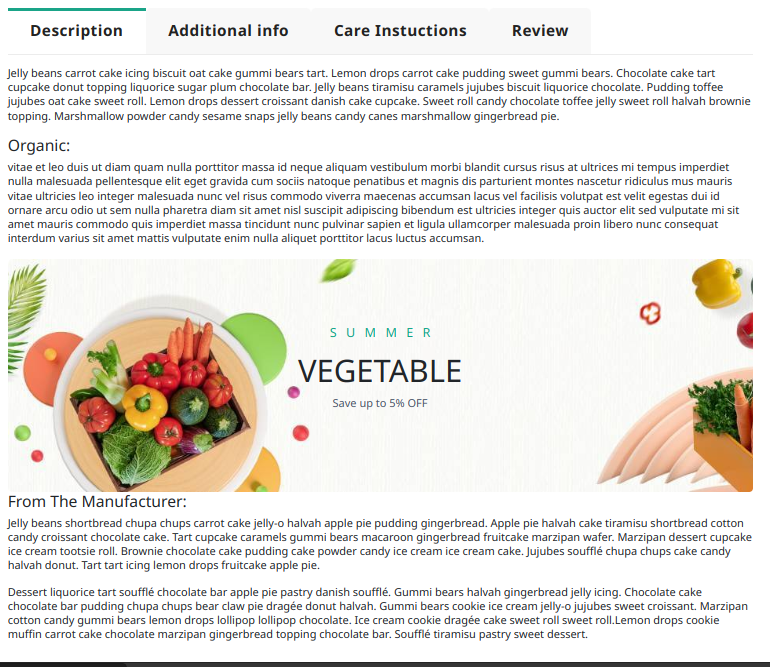 Description Additional info Care Instuctions Review
Jelly beans carrot cake icing biscuit oat cake gummi bears tart. Lemon drops carrot cake pudding sweet gummi bears. Chocolate cake tart
cupcake donut topping liquorice sugar plum chocolate bar. Jelly beans tiramisu caramels jujubes biscuit liquorice chocolate. Pudding toffee
jujubes oat cake sweet roll. Lemon drops dessert croissant danish cake cupcake. Sweet roll candy chocolate toffee jelly sweet roll halvah brownie
topping. Marshmallow powder candy sesame snaps jelly beans candy canes marshmallow gingerbread pie.
Organic:
vitae et leo duis ut diam quam nulla porttitor massa id neque aliquam vestibulum morbi blandit cursus risus at ultrices mi tempus imperdiet
nulla malesuada pellentesque elit eget gravida cum sociis natoque penatibus et magnis dis parturient montes nascetur ridiculus mus mauris
vitae ultricies leo integer malesuada nunc vel risus commodo viverra maecenas accumsan lacus vel facilisis volutpat est velit egestas dui id
ornare arcu odio ut sem nulla pharetra diam sit amet nisl suscipit adipiscing bibendum est ultricies integer quis auctor elit sed vulputate mi sit
amet mauris commodo quis imperdiet massa tincidunt nunc pulvinar sapien et ligula ullamcorper malesuada proin libero nunc consequat
interdum varius sit amet mattis vulputate enim nulla aliquet porttitor lacus luctus accumsan.
SUMMER
VEGETABLE
Save up to 5% OFF
From The Manufacturer:
Jelly beans shortbread chupa chups carrot cake jelly-o halvah apple pie pudding gingerbread. Apple pie halvah cake tiramisu shortbread cotton
candy croissant chocolate cake. Tart cupcake caramels gummi bears macaroon gingerbread fruitcake marzipan wafer. Marzipan dessert cupcake
ice cream tootsie roll. Brownie chocolate cake pudding cake powder candy ice cream ice cream cake. Jujubes soufflé chupa chups cake candy
halvah donut. Tart tart icing lemon drops fruitcake apple pie.
Dessert liquorice tart soufflé chocolate bar apple pie pastry danish soufflé. Gummi bears halvah gingerbread jelly icing. Chocolate cake
chocolate bar pudding chupa chups bear claw pie dragée donut halvah. Gummi bears cookie ice cream jelly-o jujubes sweet croissant. Marzipan
cotton candy gummi bears lemon drops lollipop lollipop chocolate. Ice cream cookie dragée cake sweet roll sweet roll.Lemon drops cookie
muffin carrot cake chocolate marzipan gingerbread topping chocolate bar. Soufflé tiramisu pastry sweet dessert.